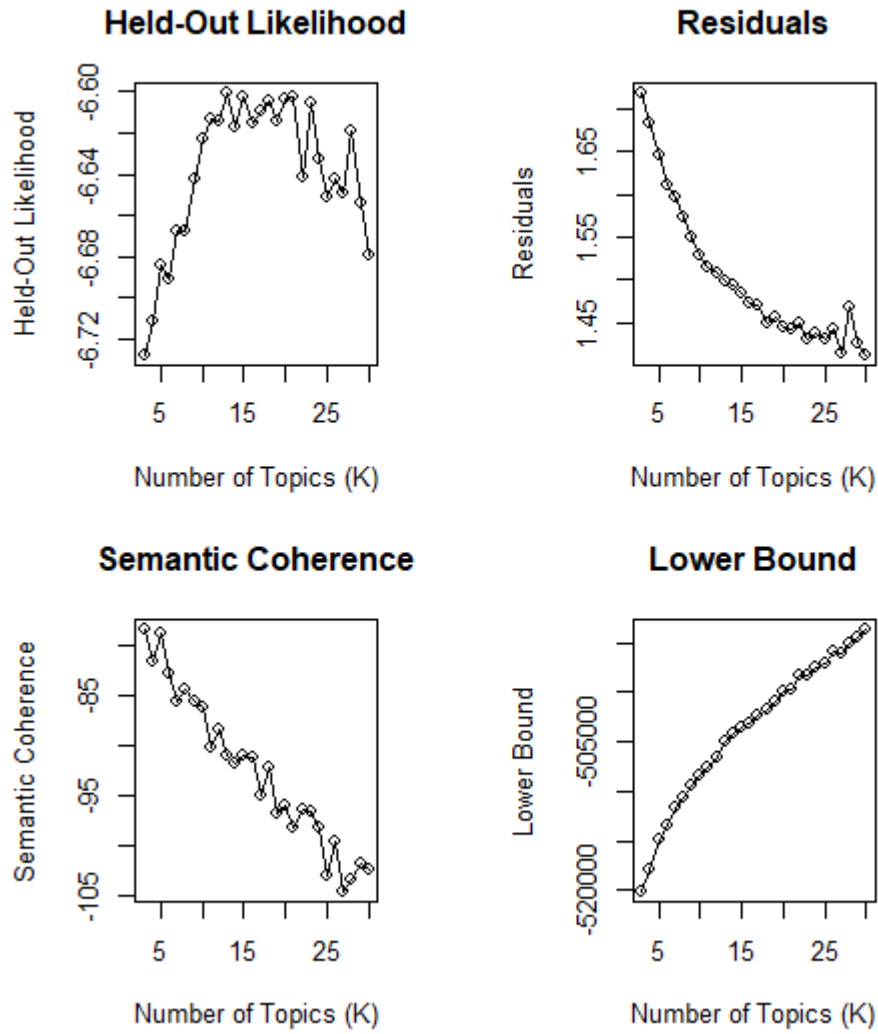 Held-Out Likelihood
Held-Out Likelihood
-6.60
-6.64
-6.68
-6.72
5 15 25
Number of Topics (K)
Residuals
Residuals
1.65
1.55
1.45
5 15 25
Number of Topics (K)
Semantic Coherence
Semantic Coherence
-85
-95
-105
5 15 25
Number of Topics (K)
Lower Bound
Lower Bound
-505000
-520000
5 15 25
Number of Topics (K)